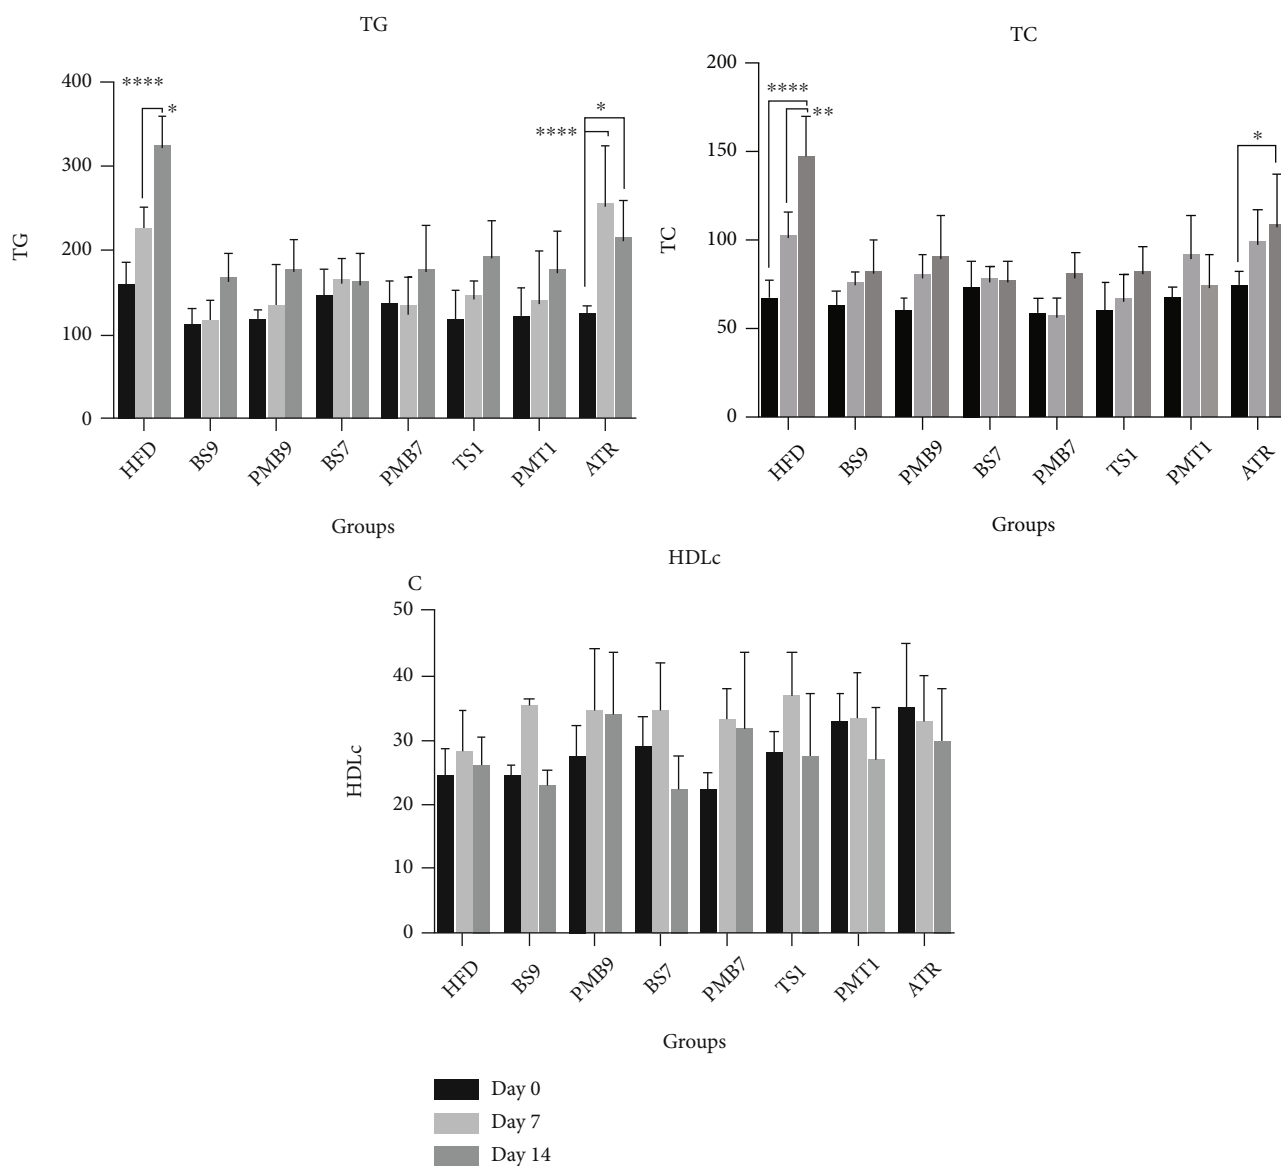 TG
400
300
200
100
0
TG
****
*
****
*
HFD
BS9
PMB9
BS7
PMB7
TS1
PMT1
ATR
Groups
TC
200
150
100
50
0
TC
****
**
*
HFD
BS9
PMB9
BS7
PMB7
TS1
PMT1
ATR
Groups
HDLc
C
50
40
30
20
10
0
HDLc
HFD
BS9
PMB9
BS7
PMB7
TS1
PMT1
ATR
Groups
Day 0
Day 7
Day 14